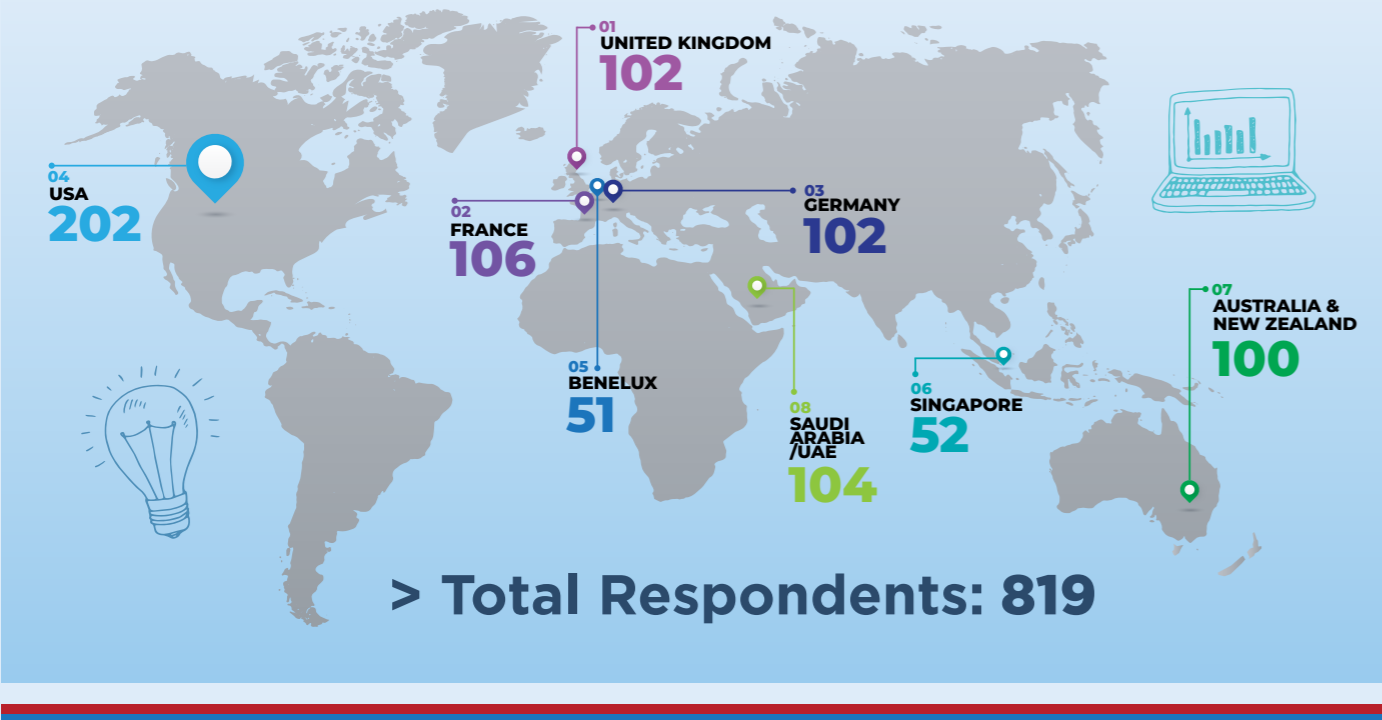 01
UNITED KINGDOM
102
04
USA
202
02
FRANCE
106
03
GERMANY
102
05
BENELUX
51
08
SAUDI
ARABIA
/UAE
104
06
SINGAPORE
52
07
AUSTRALIA &
NEW ZEALAND
100
> Total Respondents: 819